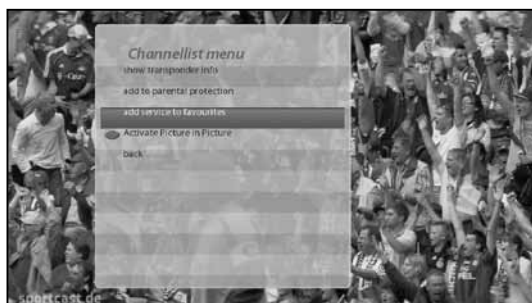 Channellist menu
show transponder info
add to parental protection
add service to favourites
Activate Picture in Picture
back
sportcast.de